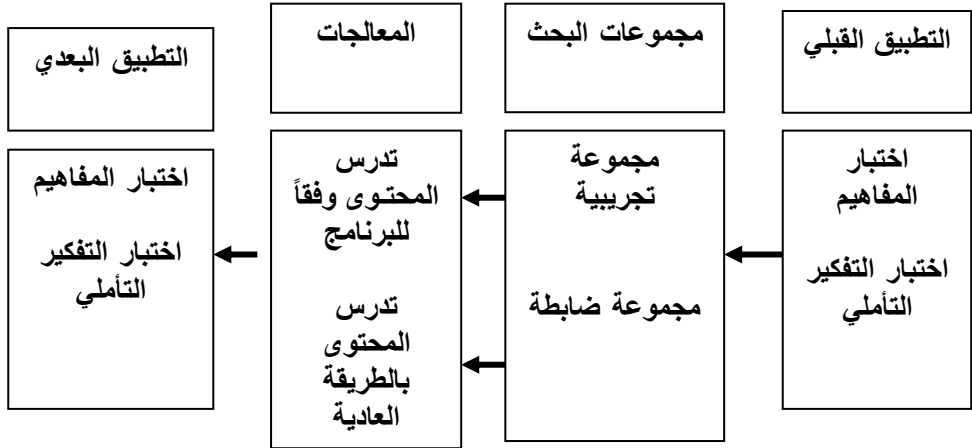 التطبيق القبلي
مجموعات البحث
المعالجات
التطبيق البعدي
اختبار
المفاهيم
اختبار التفكير
التأملي
مجموعة
تجريبية
مجموعة ضابطة
تدرس
المحتوى وفقاً
للبرنامج
تدرس
المحتوى
بالطريقة
العادية
اختبار المفاهيم
اختبار التفكير
التأملي